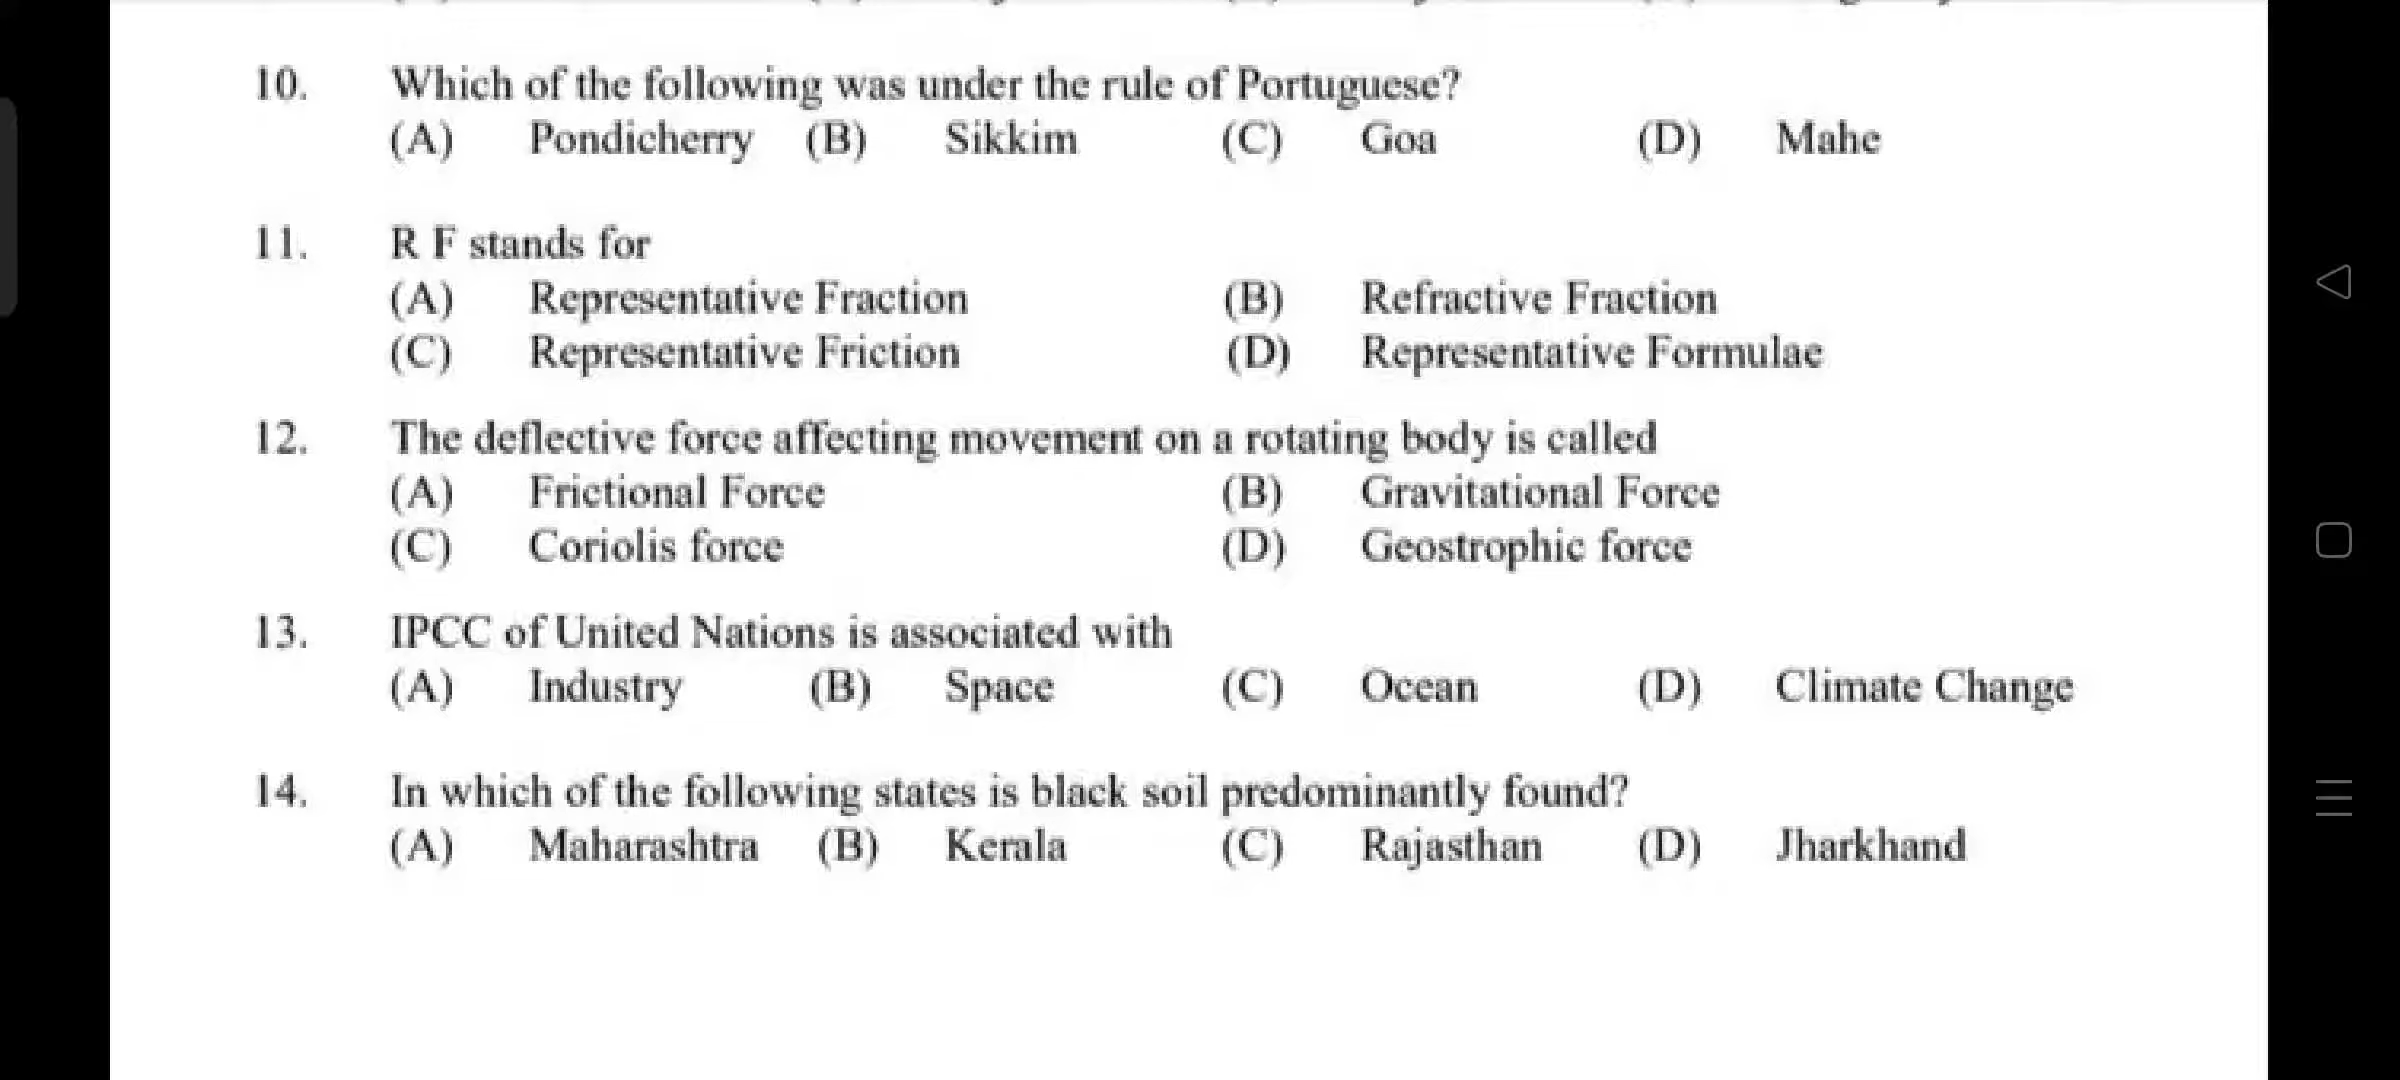 10. Which of the following was under the rule of Portuguese?
(A) Pondicherry (B) Sikkim (C) Goa (D) Mahe
11. R F stands for
(A) Representative Fraction (B) Refractive Fraction
(C) Representative Friction (D) Representative Formulae
12. The deflective force affecting movement on a rotating body is called
(A) Frictional Force (B) Gravitational Force
(C) Coriolis force (D) Geostrophic force
13. IPCC of United Nations is associated with
(A) Industry (B) Space (C) Ocean (D) Climate Change
14. In which of the following states is black soil predominantly found?
(A) Maharashtra (B) Kerala (C) Rajasthan (D) Jharkhand